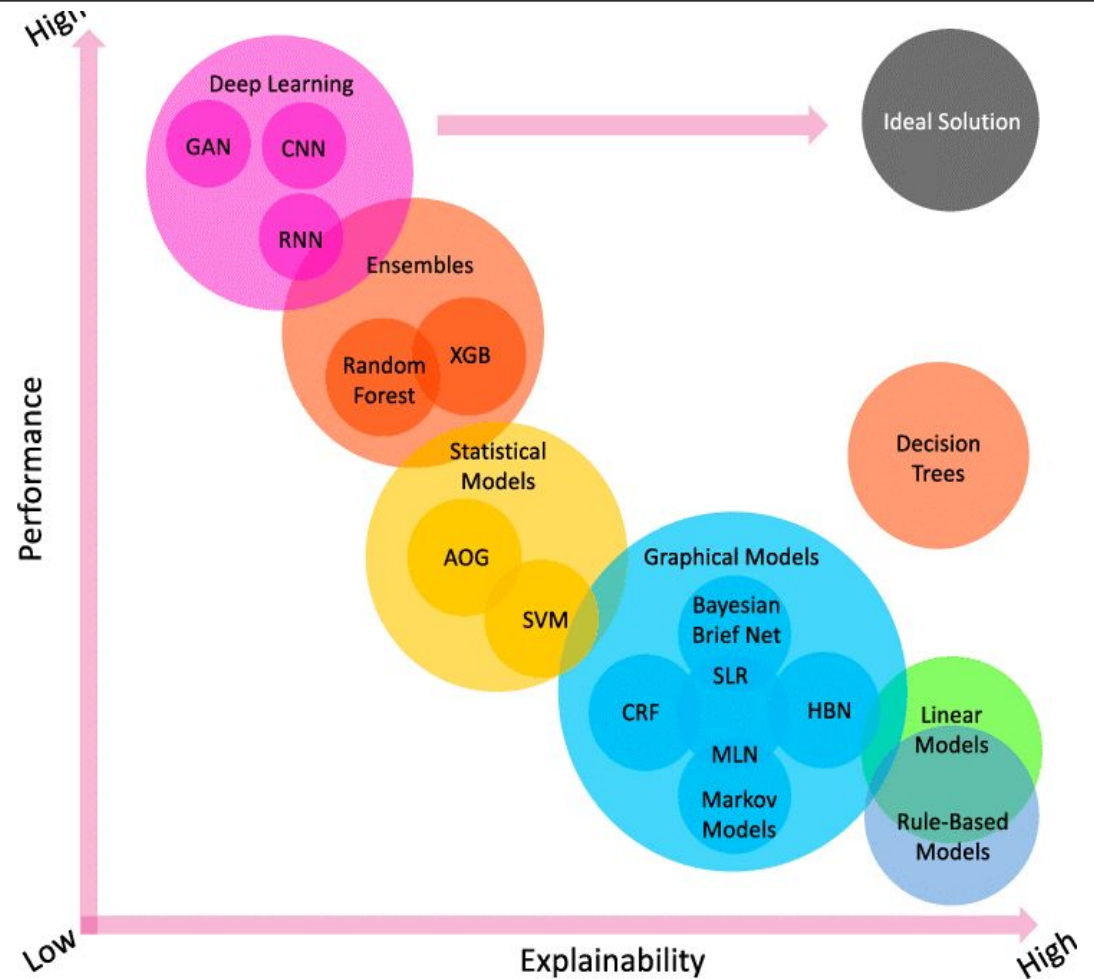 High
Deep Learning
GAN
CNN
RNN
Ideal Solution
Ensembles
Random
Forest
XGB
Decision
Trees
Statistical
Models
AOG
SVM
Graphical Models
Bayesian
Brief Net
SLR
CRF
HBN
MLN
Markov
Models
Linear
Models
Rule-Based
Models
Performance
Low
Explainability
High